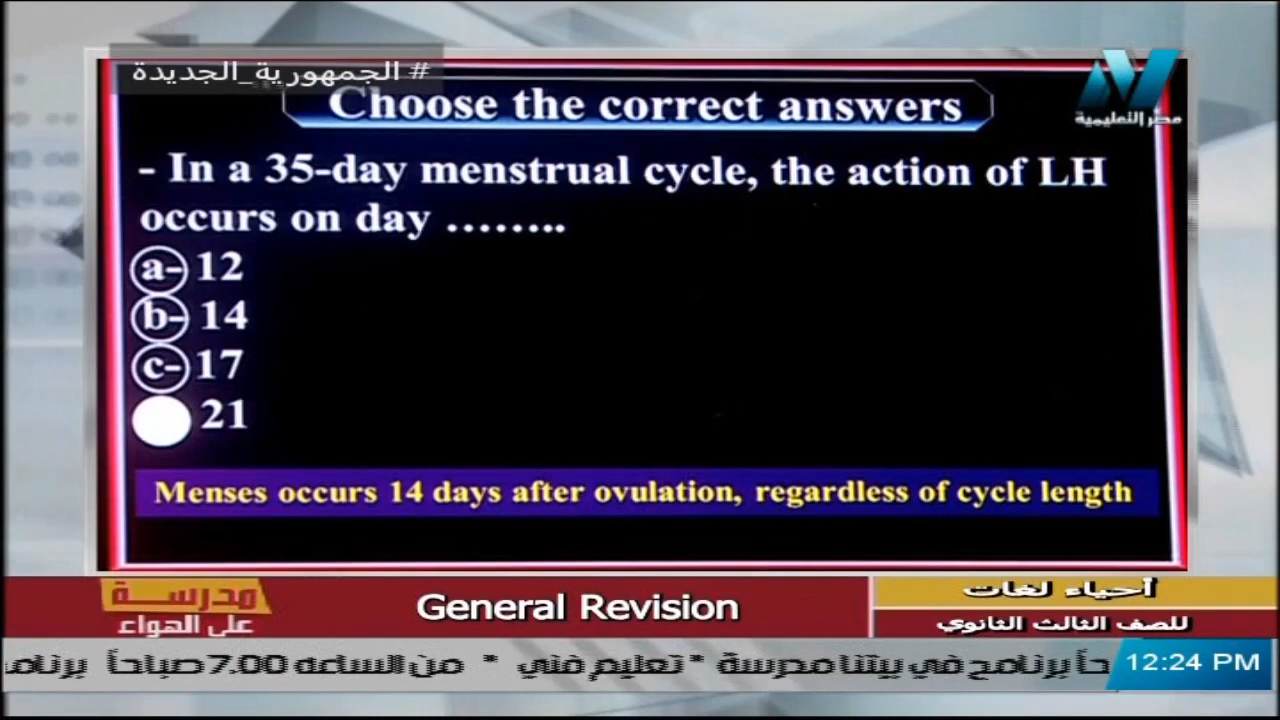 # الجمهورية_الجديدة
مصر التعليمية
Choose the correct answers
- In a 35-day menstrual cycle, the action of LH
occurs on day ........
a- 12
b- 14
c- 17
21
Menses occurs 14 days after ovulation, regardless of cycle length
مدرسة
على الهواء
General Revision
أحياء لغات
للصف الثالث الثانوي
حاً برنامج في بيتنا مدرسة * تعليم فني * من الساعه 7.00 صباحاً برنام
12:24 PM